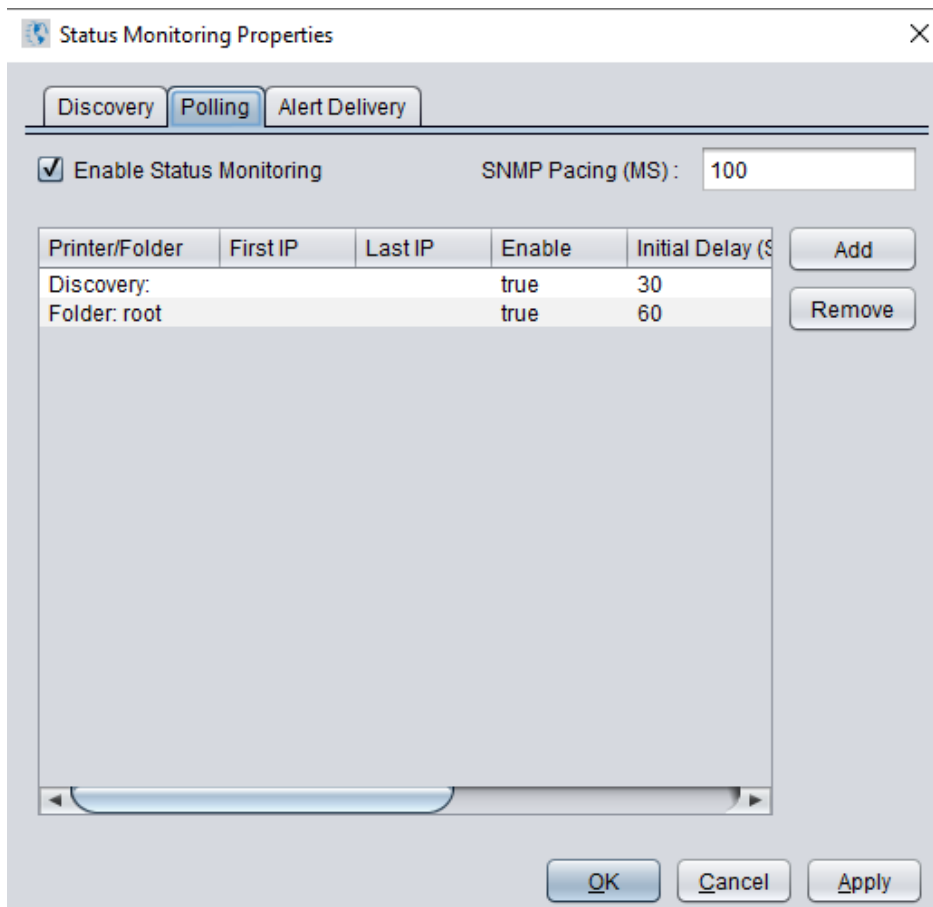 Status Monitoring Properties
Discovery Polling Alert Delivery
Enable Status Monitoring SNMP Pacing (MS) : 100
Printer/Folder First IP Last IP Enable Initial Delay (S Add
Discovery: true 30
Folder: root true 60 Remove
OK Cancel Apply